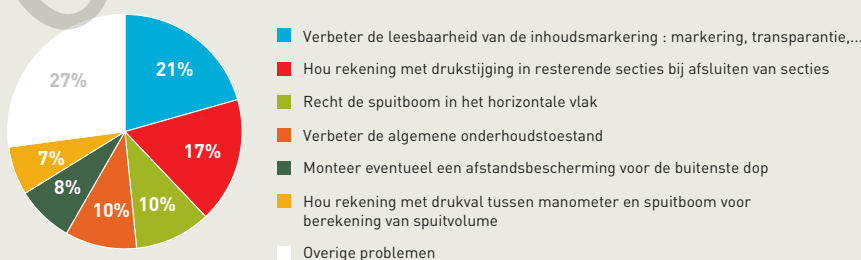 21%
17%
10%
10%
8%
7%
27%
Verbeter de leesbaarheid van de inhoudsmarkering : markering, transparantie,...
Hou rekening met drukstijging in resterende secties bij afsluiten van secties
Recht de spuitboom in het horizontale vlak
Verbeter de algemene onderhoudstoestand
Monteer eventueel een afstandsbescherming voor de buitenste dop
Hou rekening met drukval tussen manometer en spuitboom voor
berekening van spuitvolume
Overige problemen